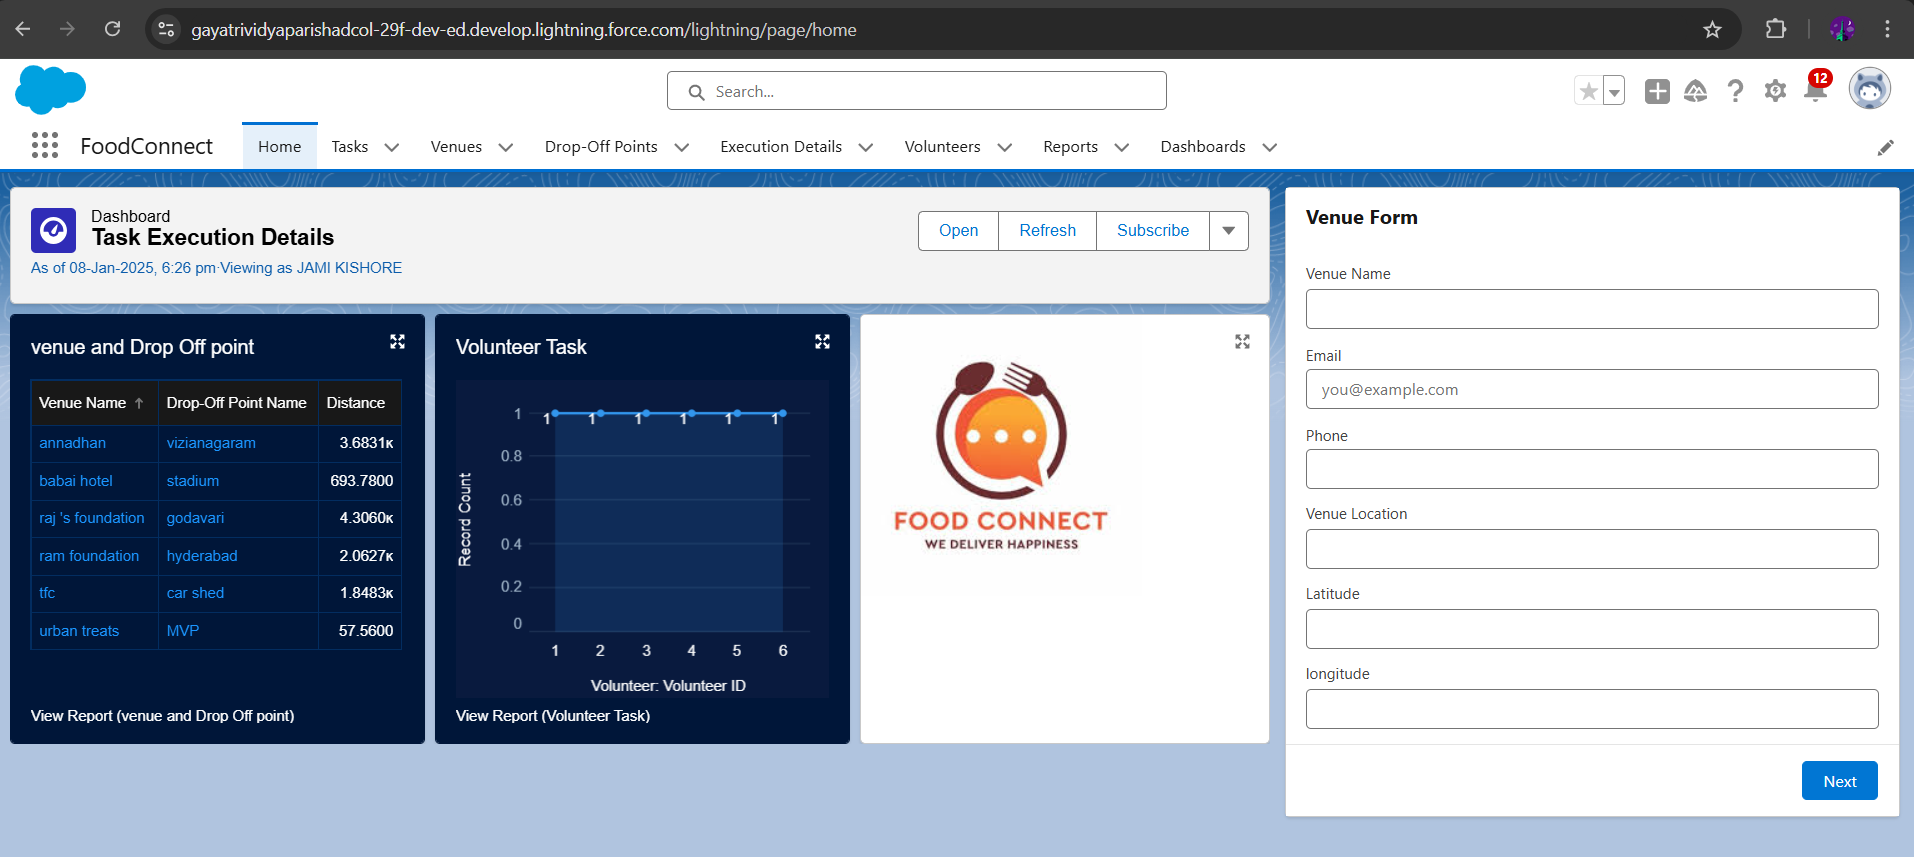 gayatrividyaparishadcol-29f-dev-ed.develop.lightning.force.com/lightning/page/home
Search...
12
FoodConnect
Home
Tasks
Venues
Drop-Off Points
Execution Details
Volunteers
Reports
Dashboards
Dashboard
Task Execution Details
As of 08-Jan-2025, 6:26 pm·Viewing as JAMI KISHORE
Open
Refresh
Subscribe
venue and Drop Off point
Venue Name ↑ Drop-Off Point Name Distance
annadhan vizianagaram 3.6831ĸ
babai hotel stadium 693.7800
raj 's foundation godavari 4.3060ĸ
ram foundation hyderabad 2.0627ĸ
tfc car shed 1.8483ĸ
urban treats MVP 57.5600
View Report (venue and Drop Off point)
Volunteer Task
Record Count
1
0.8
0.6
0.4
0.2
0
1 1 1 1 1 1
1 2 3 4 5 6
Volunteer: Volunteer ID
View Report (Volunteer Task)
FOOD CONNECT
WE DELIVER HAPPINESS
Venue Form
Venue Name
Email
you@example.com
Phone
Venue Location
Latitude
longitude
Next